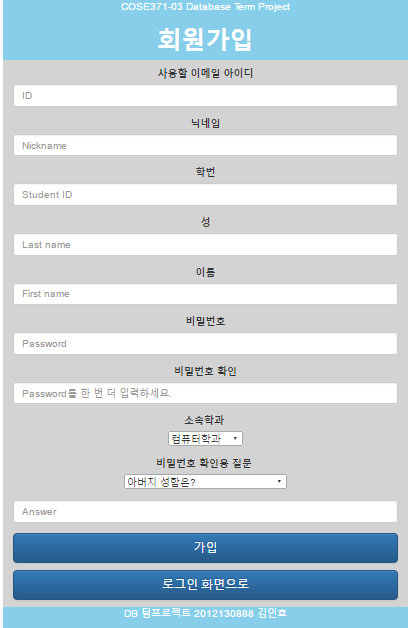 COSE371-03 Database Term Project
회원가입
사용할 이메일 아이디
ID
닉네임
Nickname
학번
Student ID
성
Last name
이름
First name
비밀번호
Password
비밀번호 확인
Password를 한 번 더 입력하세요.
소속학과
컴퓨터학과
비밀번호 확인용 질문
아버지 성함은?
Answer
가입
로그인 화면으로
DB 텀프로젝트 2012130888 김인호